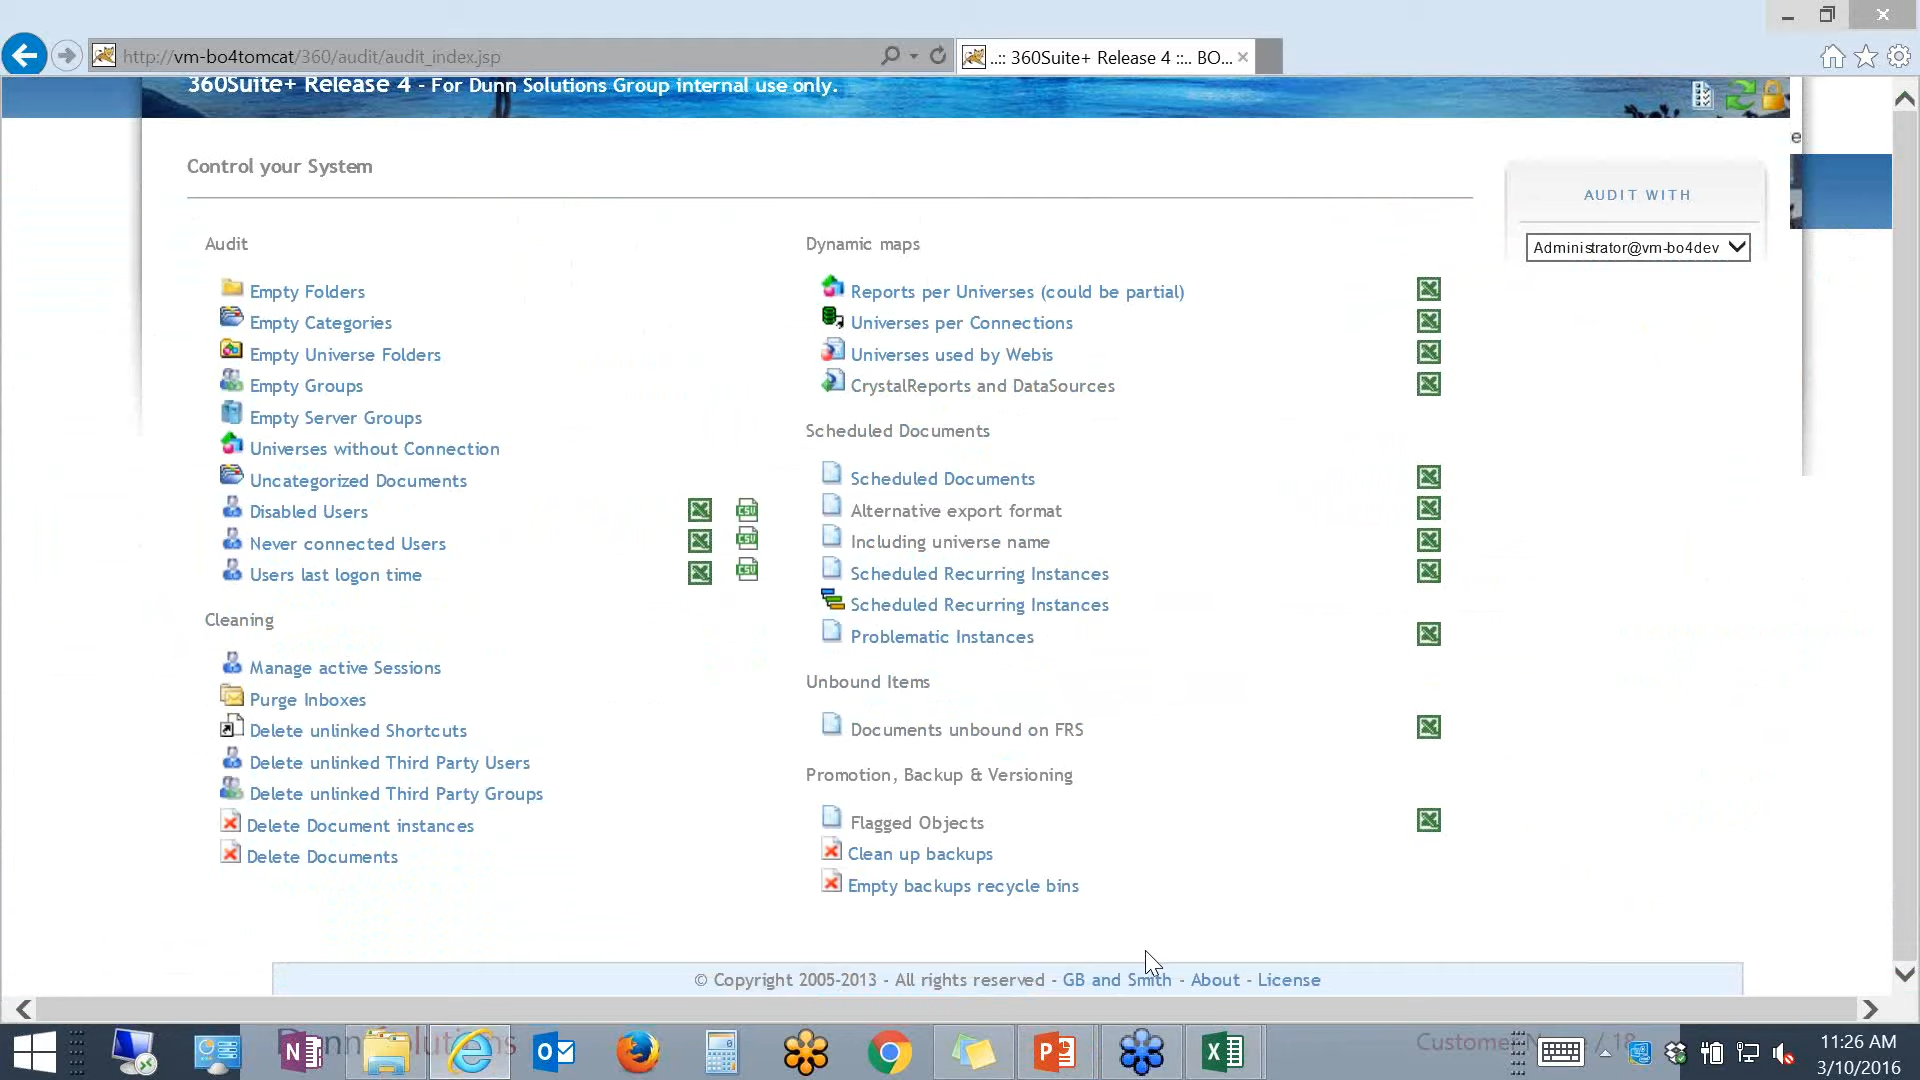 http://vm-bo4tomcat/360/audit/audit_index.jsp
..:: 360Suite+ Release 4 ::.. BO...
360Suite+ Release 4 - For Dunn Solutions Group internal use only.
e
Control your System
AUDIT WITH
Administrator@vm-bo4dev
Audit
Empty Folders
Empty Categories
Empty Universe Folders
Empty Groups
Empty Server Groups
Universes without Connection
Uncategorized Documents
Disabled Users
CSV
Never connected Users
CSV
Users last logon time
CSV
Cleaning
Manage active Sessions
Purge Inboxes
Delete unlinked Shortcuts
Delete unlinked Third Party Users
Delete unlinked Third Party Groups
Delete Document instances
Delete Documents
Dynamic maps
Reports per Universes (could be partial)
Universes per Connections
Universes used by Webis
CrystalReports and DataSources
Scheduled Documents
Scheduled Documents
Alternative export format
Including universe name
Scheduled Recurring Instances
Scheduled Recurring Instances
Problematic Instances
Unbound Items
Documents unbound on FRS
Promotion, Backup & Versioning
Flagged Objects
Clean up backups
Empty backups recycle bins
© Copyright 2005-2013 - All rights reserved - GB and Smith - About - License
11:26 AM
3/10/2016